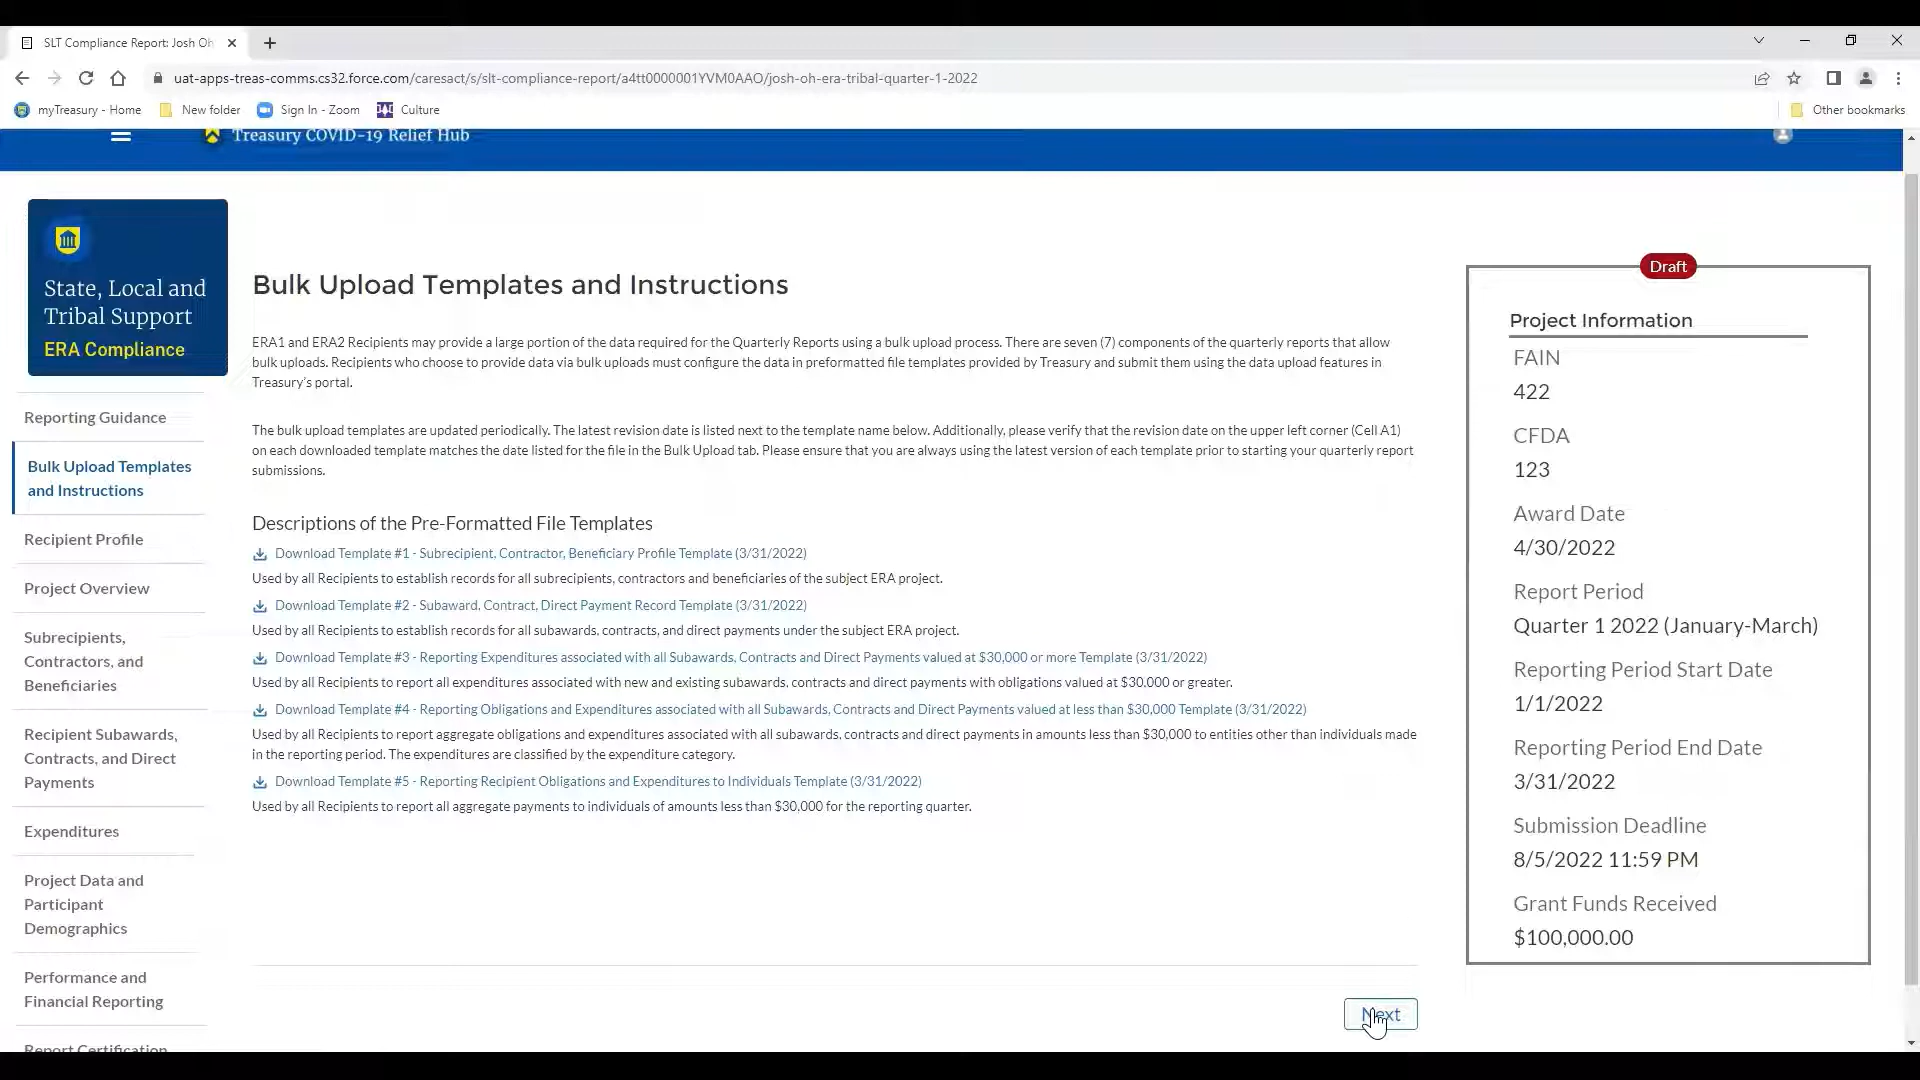 SLT Compliance Report: Josh Oh
uat-apps-treas-comms.cs32.force.com/caresact/s/slt-compliance-report/a4tt0000001YVM0AAO/josh-oh-era-tribal-quarter-1-2022
myTreasury - Home
New folder
Sign In - Zoom
Culture
Other bookmarks
Treasury COVID-19 Relief Hub
State, Local and
Tribal Support
ERA Compliance
Reporting Guidance
Bulk Upload Templates
and Instructions
Recipient Profile
Project Overview
Subrecipients,
Contractors, and
Beneficiaries
Recipient Subawards,
Contracts, and Direct
Payments
Expenditures
Project Data and
Participant
Demographics
Performance and
Financial Reporting
Report Certification
Bulk Upload Templates and Instructions
ERA1 and ERA2 Recipients may provide a large portion of the data required for the Quarterly Reports using a bulk upload process. There are seven (7) components of the quarterly reports that allow
bulk uploads. Recipients who choose to provide data via bulk uploads must configure the data in preformatted file templates provided by Treasury and submit them using the data upload features in
Treasury's portal.
The bulk upload templates are updated periodically. The latest revision date is listed next to the template name below. Additionally, please verify that the revision date on the upper left corner (Cell A1)
on each downloaded template matches the date listed for the file in the Bulk Upload tab. Please ensure that you are always using the latest version of each template prior to starting your quarterly report
submissions.
Descriptions of the Pre-Formatted File Templates
Download Template #1 - Subrecipient, Contractor, Beneficiary Profile Template (3/31/2022)
Used by all Recipients to establish records for all subrecipients, contractors and beneficiaries of the subject ERA project.
Download Template #2 - Subaward, Contract, Direct Payment Record Template (3/31/2022)
Used by all Recipients to establish records for all subawards, contracts, and direct payments under the subject ERA project.
Download Template #3 - Reporting Expenditures associated with all Subawards, Contracts and Direct Payments valued at $30,000 or more Template (3/31/2022)
Used by all Recipients to report all expenditures associated with new and existing subawards, contracts and direct payments with obligations valued at $30,000 or greater.
Download Template #4 - Reporting Obligations and Expenditures associated with all Subawards, Contracts and Direct Payments valued at less than $30,000 Template (3/31/2022)
Used by all Recipients to report aggregate obligations and expenditures associated with all subawards, contracts and direct payments in amounts less than $30,000 to entities other than individuals made
in the reporting period. The expenditures are classified by the expenditure category.
Download Template #5 - Reporting Recipient Obligations and Expenditures to Individuals Template (3/31/2022)
Used by all Recipients to report all aggregate payments to individuals of amounts less than $30,000 for the reporting quarter.
Next
Draft
Project Information
FAIN
422
CFDA
123
Award Date
4/30/2022
Report Period
Quarter 1 2022 (January-March)
Reporting Period Start Date
1/1/2022
Reporting Period End Date
3/31/2022
Submission Deadline
8/5/2022 11:59 PM
Grant Funds Received
$100,000.00